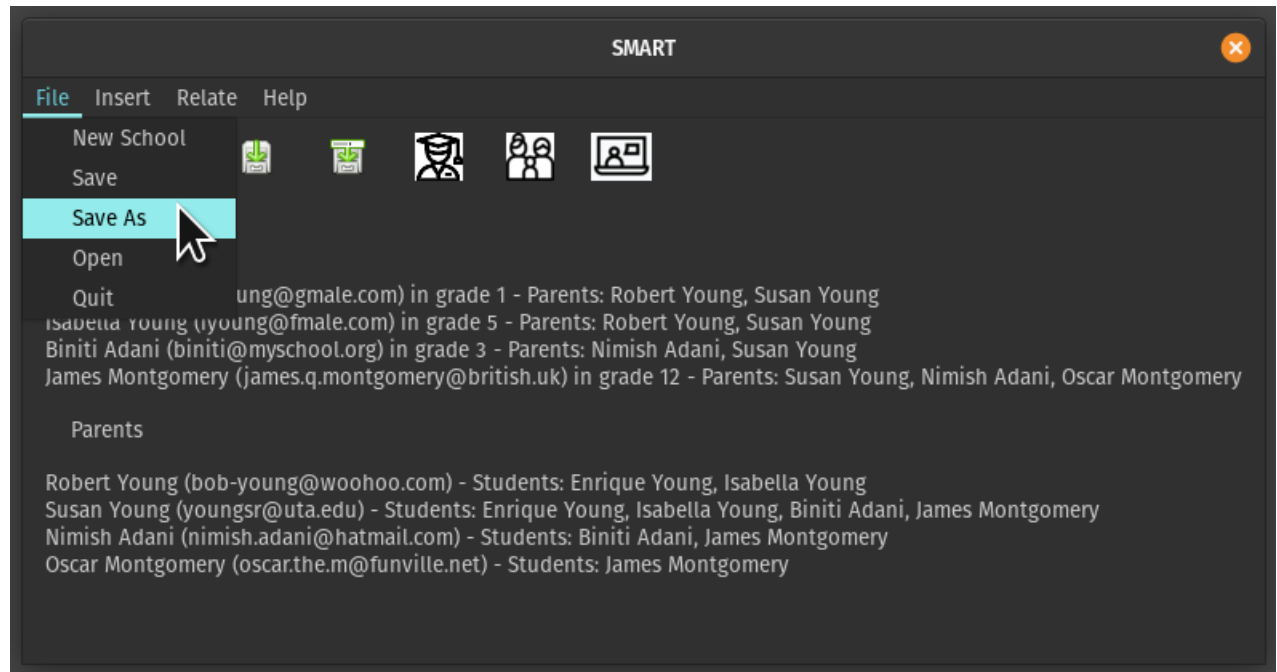 SMART
File Insert Relate Help
New School
Save
Save As
Open
Quit
ung@gmale.com) in grade 1 - Parents: Robert Young, Susan Young
Isabella Young (iyoung@fmale.com) in grade 5 - Parents: Robert Young, Susan Young
Biniti Adani (biniti@myschool.org) in grade 3 - Parents: Nimish Adani, Susan Young
James Montgomery (james.q.montgomery@british.uk) in grade 12 - Parents: Susan Young, Nimish Adani, Oscar Montgomery
Parents
Robert Young (bob-young@woohoo.com) - Students: Enrique Young, Isabella Young
Susan Young (youngsr@uta.edu) - Students: Enrique Young, Isabella Young, Biniti Adani, James Montgomery
Nimish Adani (nimish.adani@hatmail.com) - Students: Biniti Adani, James Montgomery
Oscar Montgomery (oscar.the.m@funville.net) - Students: James Montgomery